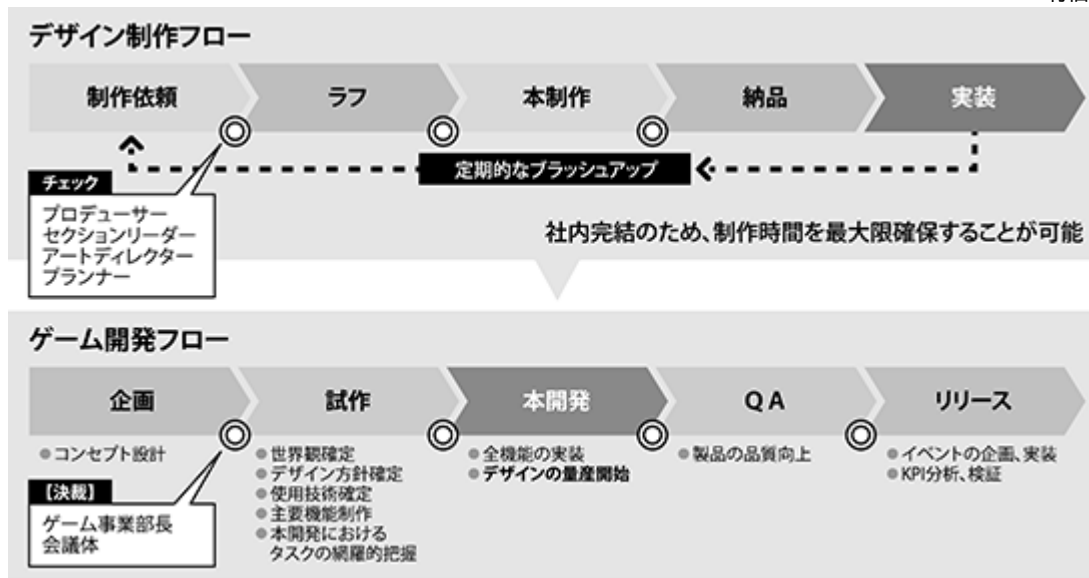 デザイン制作フロー
制作依頼
ラフ
本制作
納品
実装
定期的なブラッシュアップ
チェック
プロデューサー
セクションリーダー
アートディレクター
プランナー
社内完結のため、制作時間を最大限確保することが可能
ゲーム開発フロー
企画
試作
本開発
QA
リリース
●コンセプト設計
●世界観確定
●デザイン方針確定
●使用技術確定
●主要機能制作
●本開発における
タスクの網羅的把握
●全機能の実装
●デザインの量産開始
●製品の品質向上
●イベントの企画、実装
●KPI分析、検証
【決裁】
ゲーム事業部長
会議体